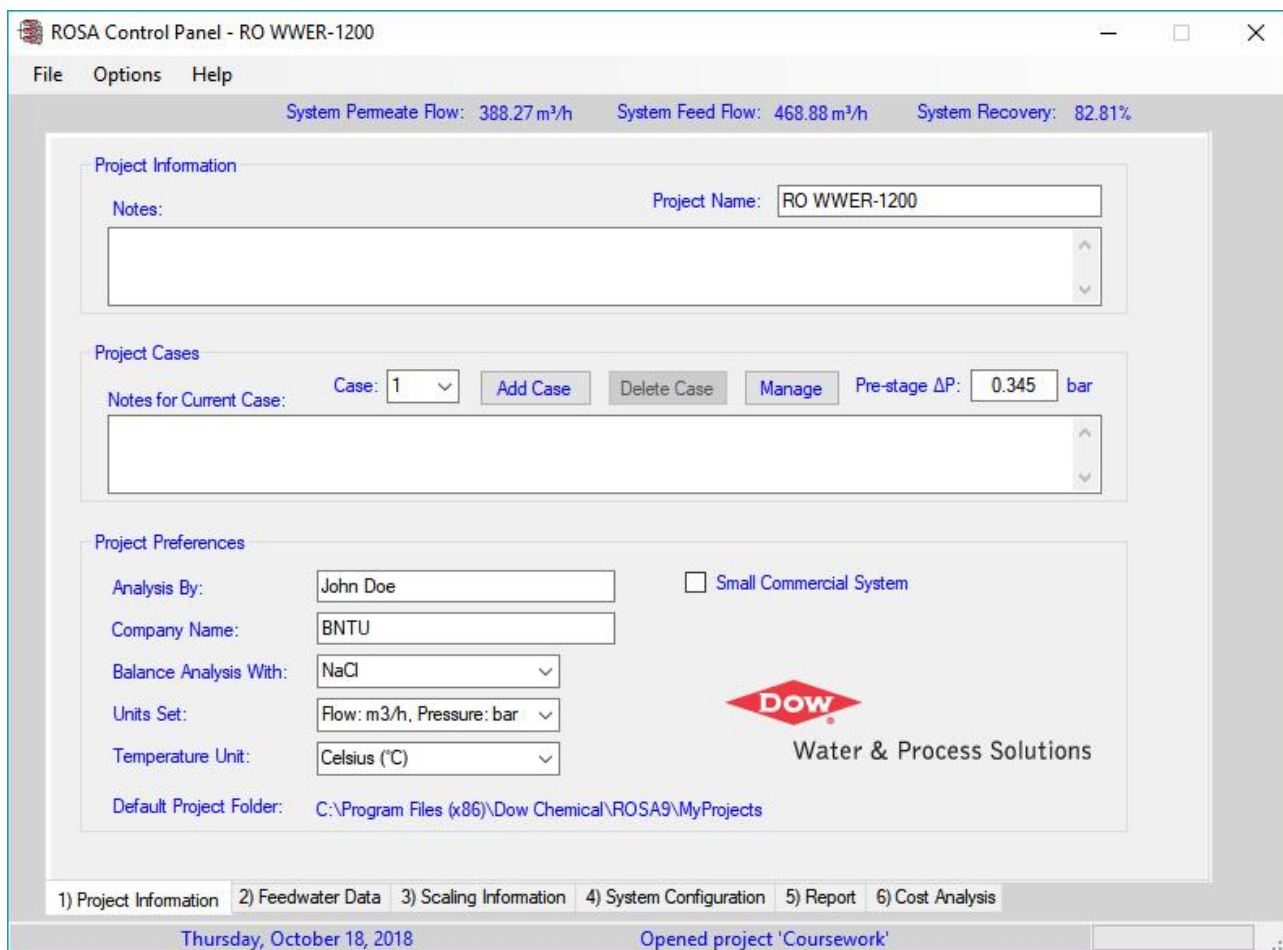 ROSA Control Panel - RO WWER-1200
File Options Help
System Permeate Flow: 388.27 m³/h System Feed Flow: 468.88 m³/h System Recovery: 82.81%
Project Information
Notes: Project Name: RO WWER-1200
Project Cases
Notes for Current Case: Case: 1 Add Case Delete Case Manage Pre-stage ΔP: 0.345 bar
Project Preferences
Analysis By: John Doe Small Commercial System
Company Name: BNTU
Balance Analysis With: NaCl
Units Set: Flow: m3/h, Pressure: bar
DOW
®
Temperature Unit: Celsius (°C)
Water & Process Solutions
Default Project Folder: C:\Program Files (x86)\Dow Chemical\ROSA9\MyProjects
1) Project Information 2) Feedwater Data 3) Scaling Information 4) System Configuration 5) Report 6) Cost Analysis
Thursday, October 18, 2018 Opened project 'Coursework'